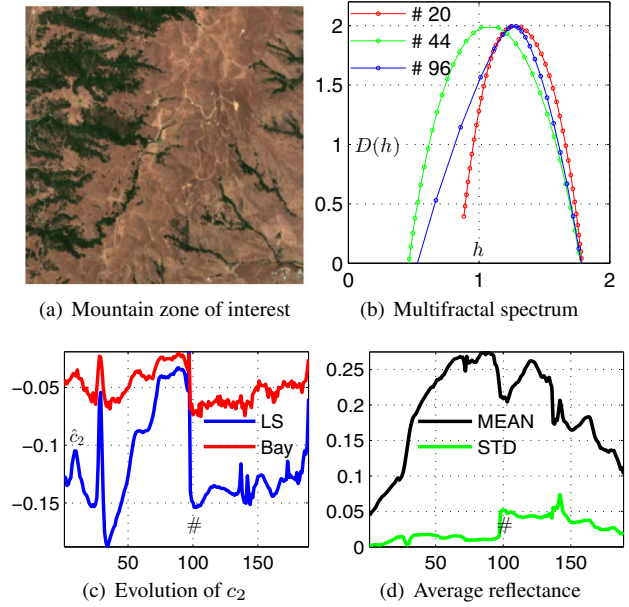 # 20
# 44
# 96
2
1.5
1
0.5
0
D(h)
h
0 1 2
(a) Mountain zone of interest
(b) Multifractal spectrum
−0.05
−0.1
−0.15
ĉ₂
LS
Bay
#
50 100 150
(c) Evolution of c₂
0.25
0.2
0.15
0.1
0.05
0
MEAN
STD
#
50 100 150
(d) Average reflectance